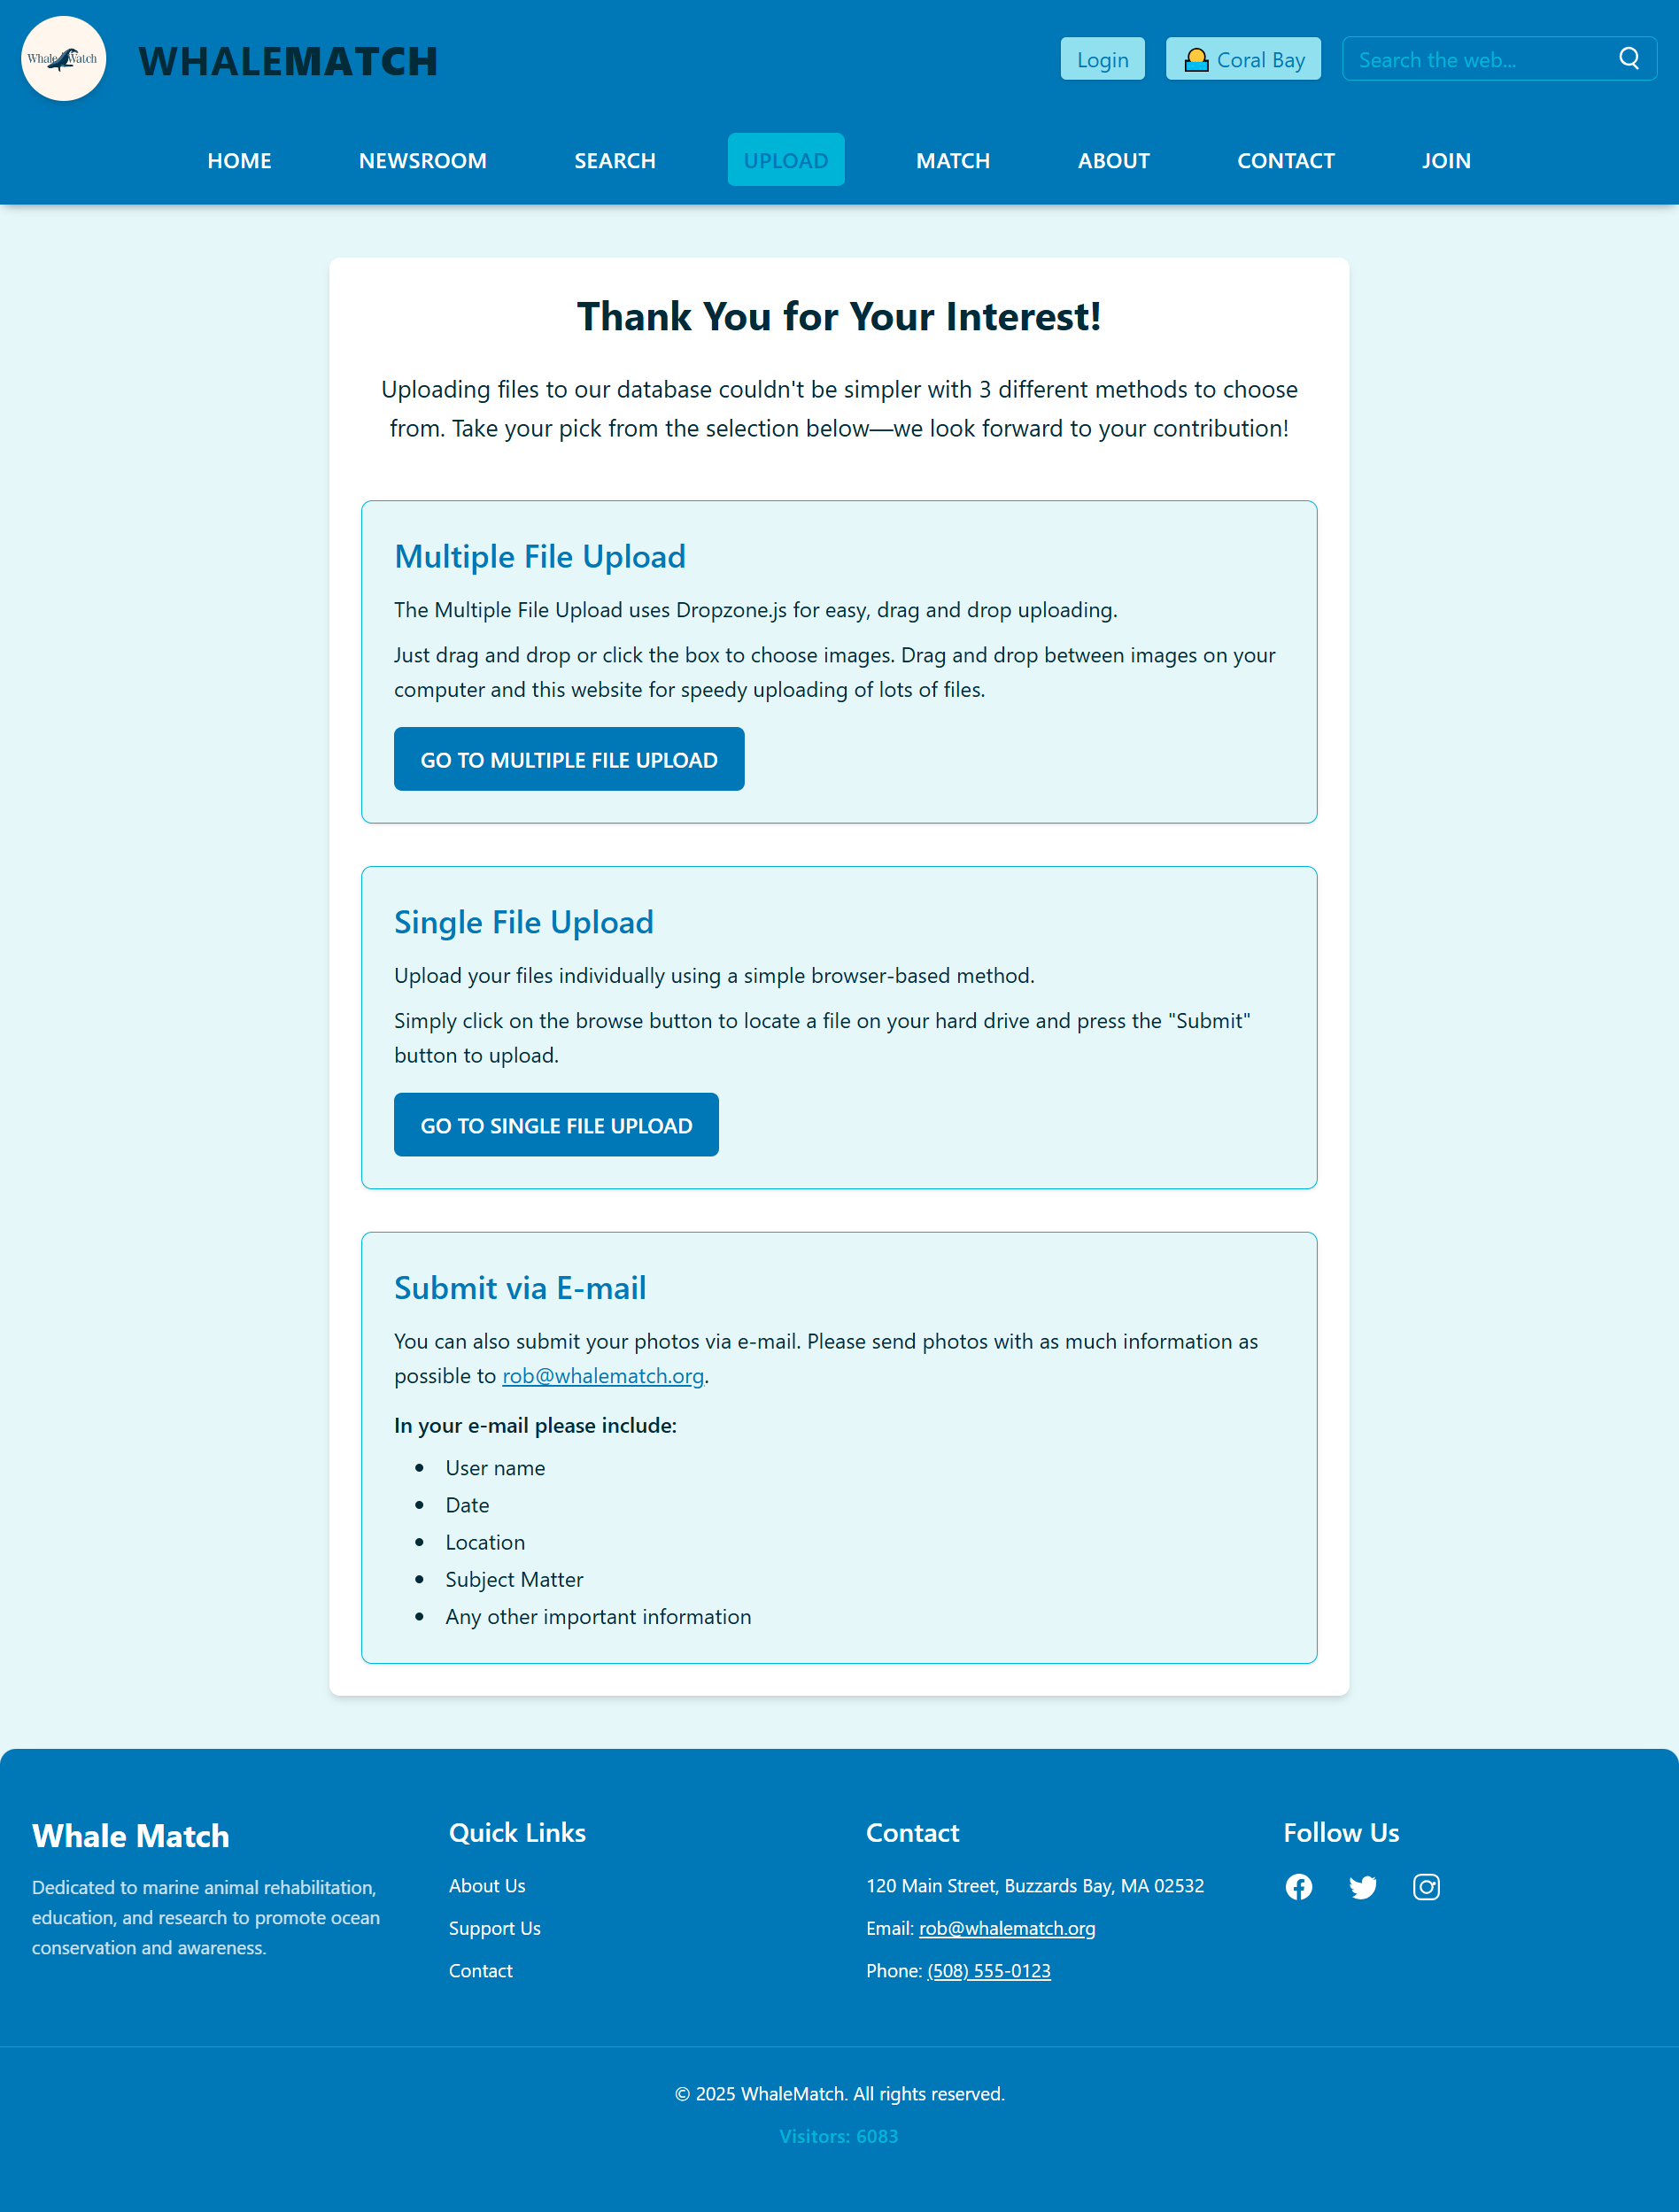 Whale Watch
WHALEMATCH
Login
Coral Bay
Search the web...
HOME
NEWSROOM
SEARCH
UPLOAD
MATCH
ABOUT
CONTACT
JOIN
Thank You for Your Interest!
Uploading files to our database couldn't be simpler with 3 different methods to choose
from. Take your pick from the selection below—we look forward to your contribution!
Multiple File Upload
The Multiple File Upload uses Dropzone.js for easy, drag and drop uploading.
Just drag and drop or click the box to choose images. Drag and drop between images on your
computer and this website for speedy uploading of lots of files.
GO TO MULTIPLE FILE UPLOAD
Single File Upload
Upload your files individually using a simple browser-based method.
Simply click on the browse button to locate a file on your hard drive and press the "Submit"
button to upload.
GO TO SINGLE FILE UPLOAD
Submit via E-mail
You can also submit your photos via e-mail. Please send photos with as much information as
possible to rob@whalematch.org.
In your e-mail please include:
• User name
• Date
• Location
• Subject Matter
• Any other important information
Whale Match
Dedicated to marine animal rehabilitation,
education, and research to promote ocean
conservation and awareness.
Quick Links
About Us
Support Us
Contact
Contact
120 Main Street, Buzzards Bay, MA 02532
Email: rob@whalematch.org
Phone: (508) 555-0123
Follow Us
© 2025 WhaleMatch. All rights reserved.
Visitors: 6083